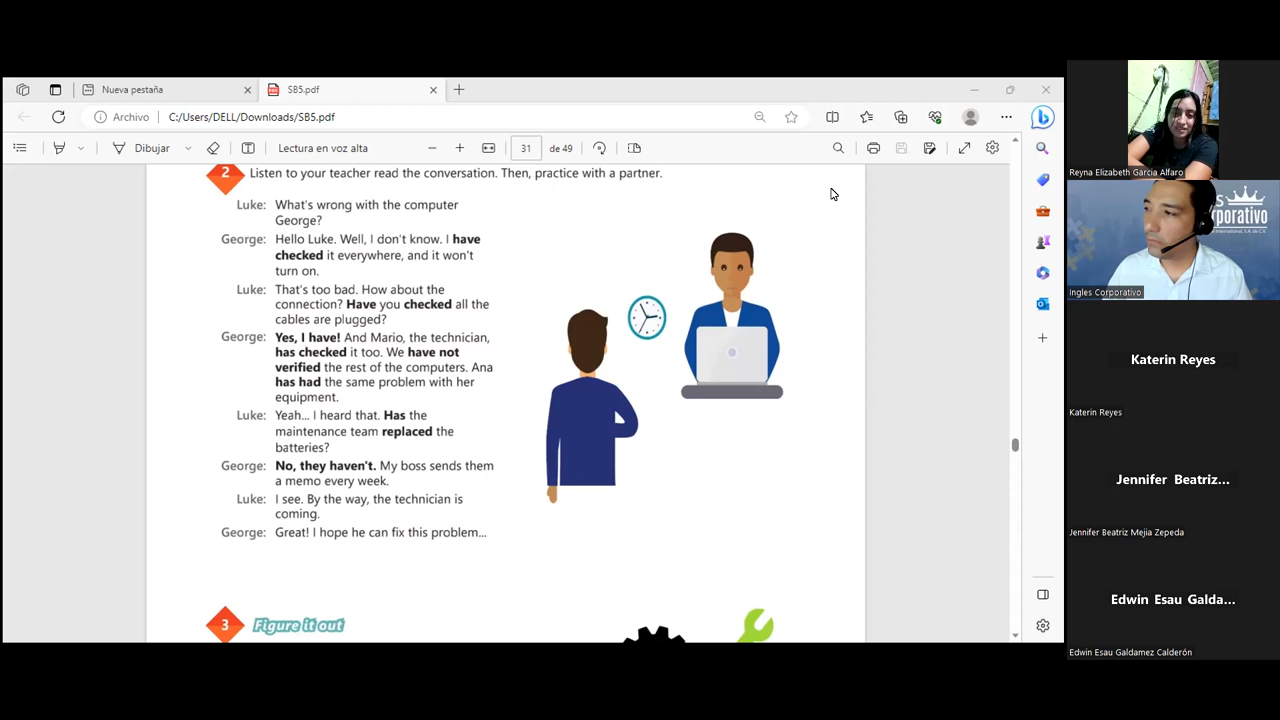 Nueva pestaña
SB5.pdf
Archivo
C:/Users/DELL/Downloads/SB5.pdf
Dibujar
Lectura en voz alta
31
de 49
2 Listen to your teacher read the conversation. Then, practice with a partner.
Luke: What's wrong with the computer
George?
George: Hello Luke. Well, I don't know. I have
checked it everywhere, and it won't
turn on.
Luke: That's too bad. How about the
connection? Have you checked all the
cables are plugged?
George: Yes, I have! And Mario, the technician,
has checked it too. We have not
verified the rest of the computers. Ana
has had the same problem with her
equipment.
Luke: Yeah... I heard that. Has the
maintenance team replaced the
batteries?
George: No, they haven't. My boss sends them
a memo every week.
Luke: I see. By the way, the technician is
coming.
George: Great! I hope he can fix this problem...
3 Figure it out
Reyna Elizabeth Garcia Alfaro
orporativo
Ingles Corporativo
Katerin Reyes
Katerin Reyes
Jennifer Beatriz...
Jennifer Beatriz Mejia Zepeda
Edwin Esau Galda...
Edwin Esau Galdamez Calderón